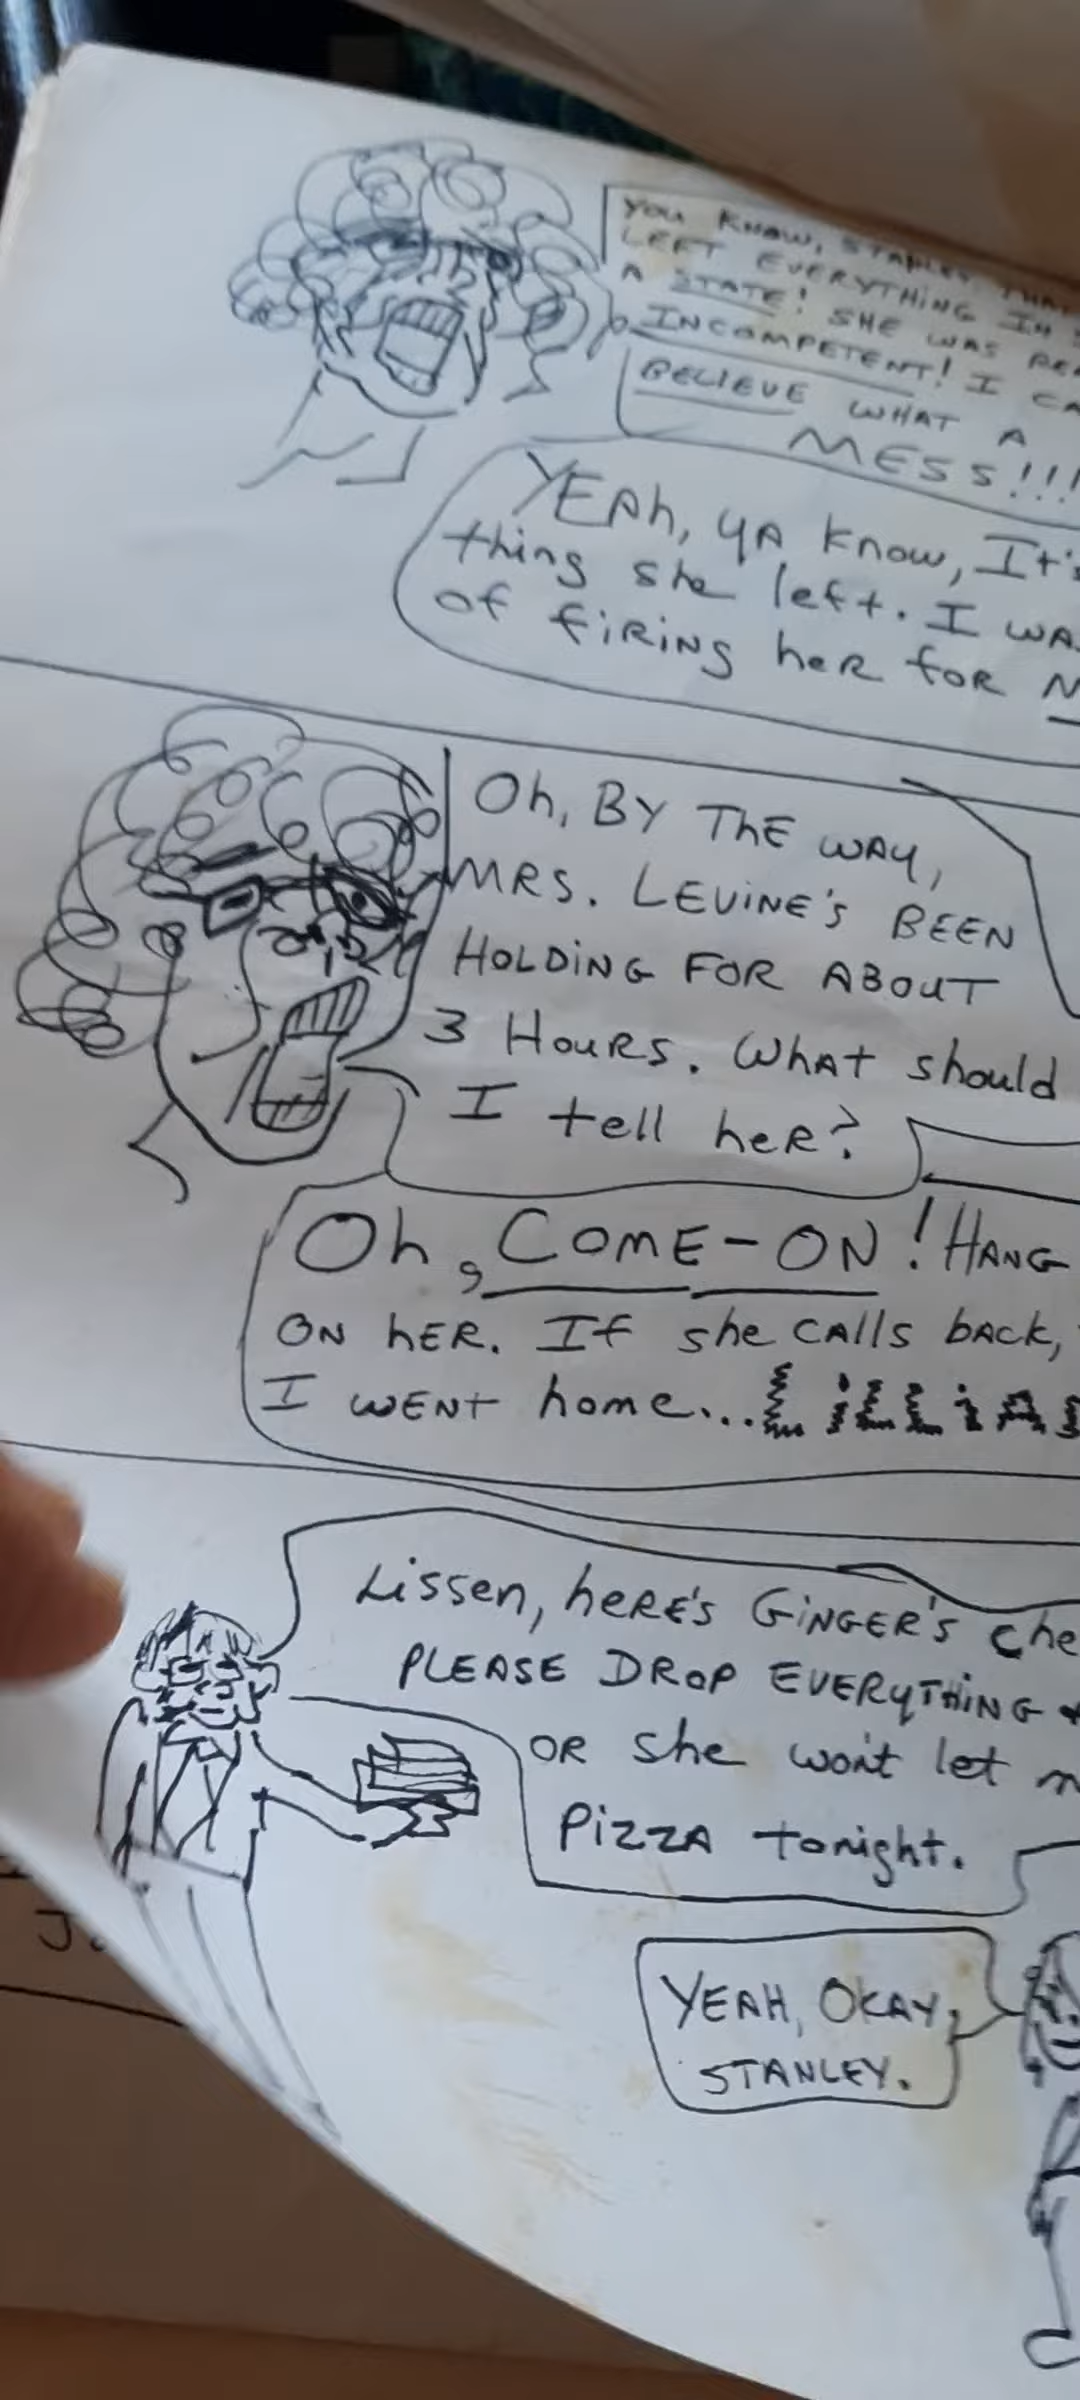 YOU KNOW, STANLEY,
LEFT EVERYTHING IN
A STATE! SHE WAS
INCOMPETENT! I
BELIEVE WHAT A
MESS!!!
YEAh, YA KNOW, It's
thing she left. I
of FIRING hER foR
Oh, BY THE WAY,
MRS. LEVINE'S BEEN
HOLDING FOR ABOUT
3 HOURS. What should
I tell hER?
Oh, COME-ON! HANG
ON hER. If she CALLS bACK,
I WENT home...
Lissen, hERE'S GINGER'S
PLEASE DROP EVERYTHING
OR she won't let
PIZZA tonight.
YEAH, OKAY,
STANLEY.